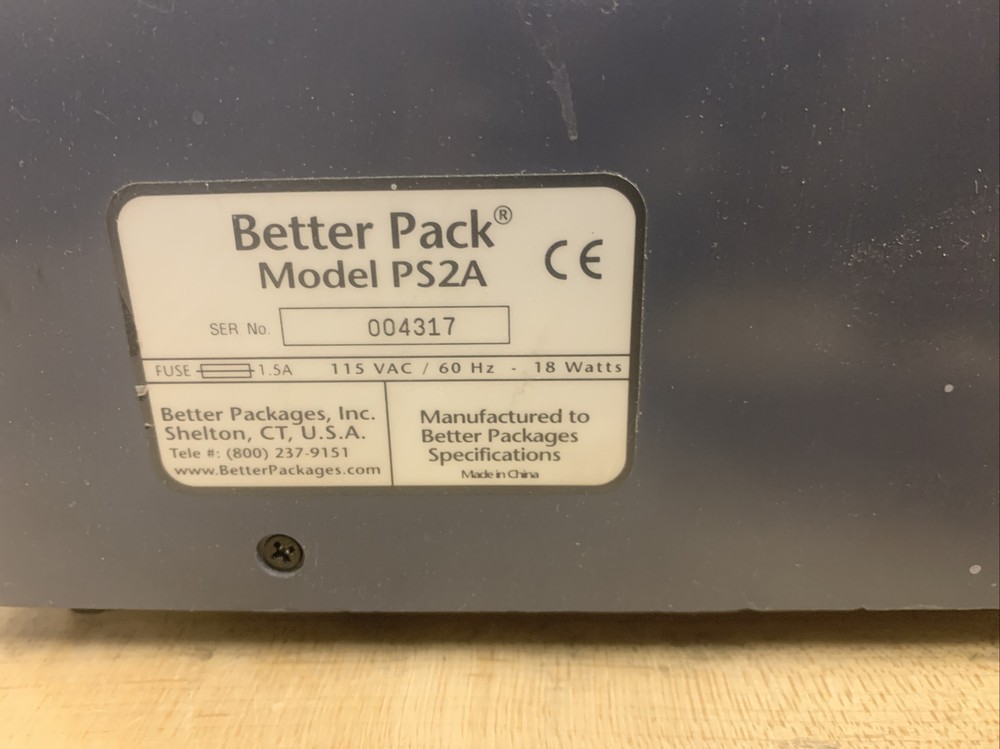 Better Pack®
Model PS2A
CE
SER No. 004317
FUSE 1.5A 115 VAC / 60 Hz - 18 Watts
Better Packages, Inc.
Shelton, CT, U.S.A.
Tele #: (800) 237-9151
www.BetterPackages.com
Manufactured to
Better Packages
Specifications
Made in China